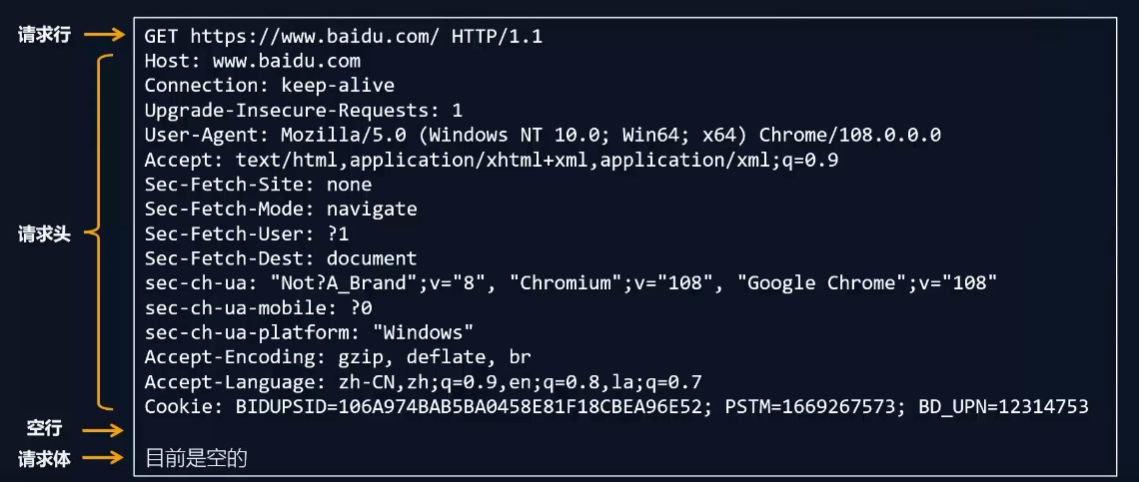 请求行
GET https://www.baidu.com/ HTTP/1.1
Host: www.baidu.com
Connection: keep-alive
Upgrade-Insecure-Requests: 1
User-Agent: Mozilla/5.0 (Windows NT 10.0; Win64; x64) Chrome/108.0.0.0
Accept: text/html,application/xhtml+xml,application/xml;q=0.9
Sec-Fetch-Site: none
Sec-Fetch-Mode: navigate
请求头
Sec-Fetch-User: ?1
Sec-Fetch-Dest: document
sec-ch-ua: "Not?A_Brand";v="8", "Chromium";v="108", "Google Chrome";v="108"
sec-ch-ua-mobile: ?0
sec-ch-ua-platform: "Windows"
Accept-Encoding: gzip, deflate, br
Accept-Language: zh-CN,zh;q=0.9,en;q=0.8,la;q=0.7
Cookie: BIDUPSID=106A974BAB5BA0458E81F18CBEA96E52; PSTM=1669267573; BD_UPN=12314753
空行
请求体
目前是空的